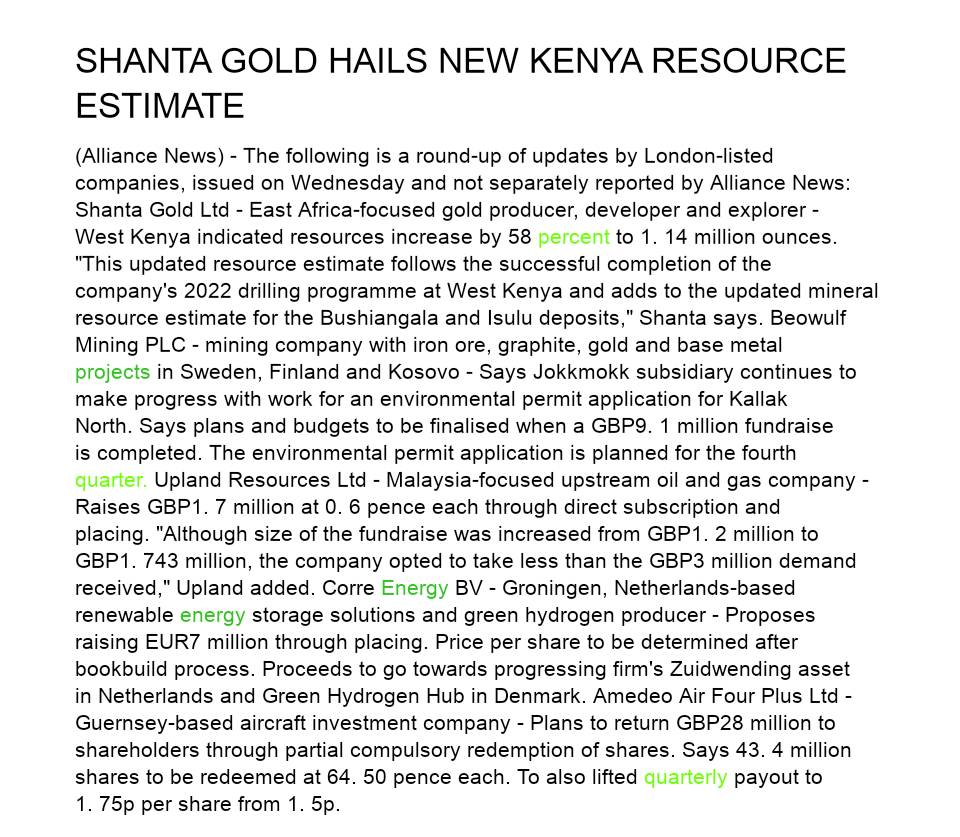 SHANTA GOLD HAILS NEW KENYA RESOURCE
ESTIMATE
(Alliance News) - The following is a round-up of updates by London-listed
companies, issued on Wednesday and not separately reported by Alliance News:
Shanta Gold Ltd - East Africa-focused gold producer, developer and explorer -
West Kenya indicated resources increase by 58 percent to 1. 14 million ounces.
"This updated resource estimate follows the successful completion of the
company's 2022 drilling programme at West Kenya and adds to the updated mineral
resource estimate for the Bushiangala and Isulu deposits," Shanta says. Beowulf
Mining PLC - mining company with iron ore, graphite, gold and base metal
projects in Sweden, Finland and Kosovo - Says Jokkmokk subsidiary continues to
make progress with work for an environmental permit application for Kallak
North. Says plans and budgets to be finalised when a GBP9. 1 million fundraise
is completed. The environmental permit application is planned for the fourth
quarter. Upland Resources Ltd - Malaysia-focused upstream oil and gas company -
Raises GBP1. 7 million at 0. 6 pence each through direct subscription and
placing. "Although size of the fundraise was increased from GBP1. 2 million to
GBP1. 743 million, the company opted to take less than the GBP3 million demand
received," Upland added. Corre Energy BV - Groningen, Netherlands-based
renewable energy storage solutions and green hydrogen producer - Proposes
raising EUR7 million through placing. Price per share to be determined after
bookbuild process. Proceeds to go towards progressing firm's Zuidwending asset
in Netherlands and Green Hydrogen Hub in Denmark. Amedeo Air Four Plus Ltd -
Guernsey-based aircraft investment company - Plans to return GBP28 million to
shareholders through partial compulsory redemption of shares. Says 43. 4 million
shares to be redeemed at 64. 50 pence each. To also lifted quarterly payout to
1. 75p per share from 1. 5p.